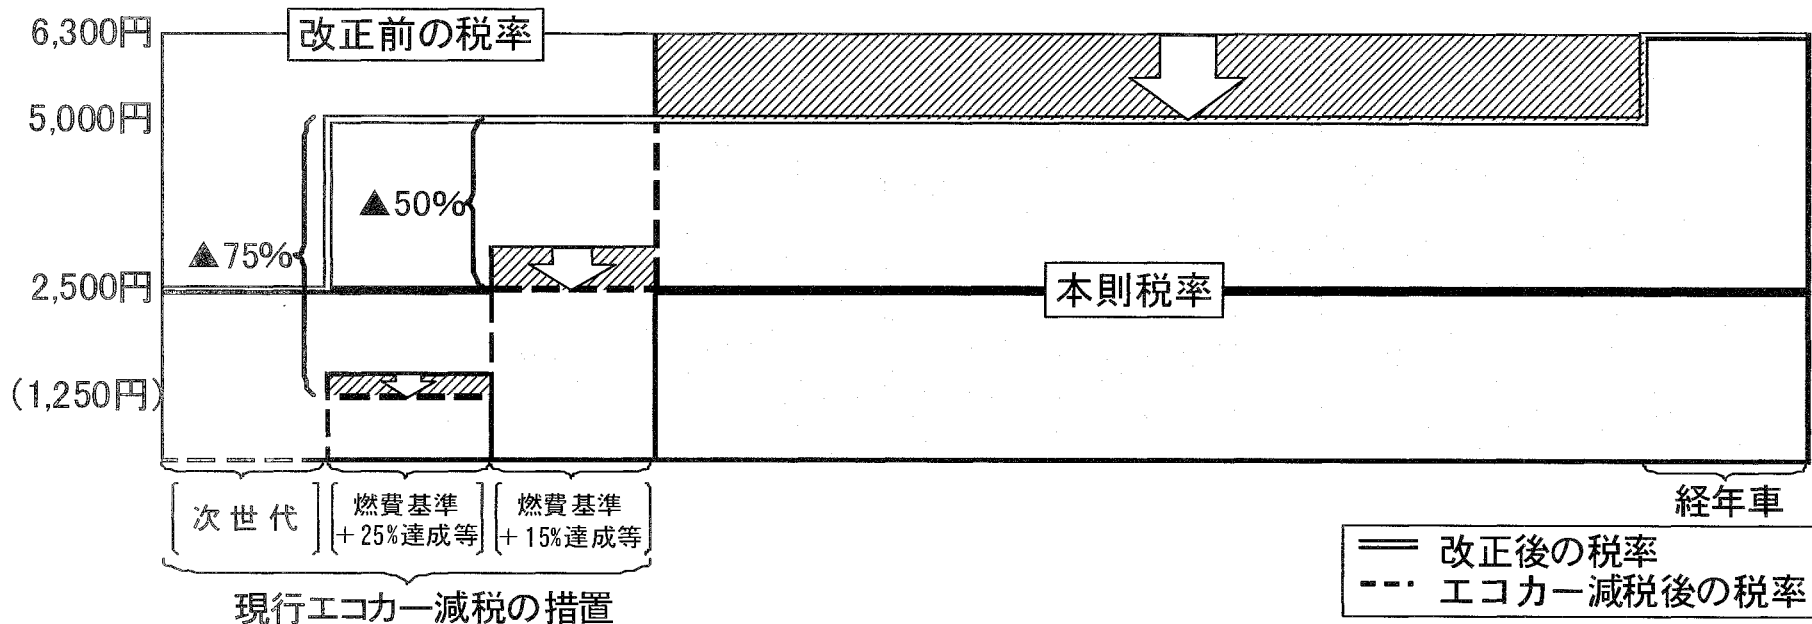 6,300円
改正前の税率
5,000円
▲50%
▲75%
2,500円
本則税率
(1,250円)
次世代
燃費基準
+25%達成等
燃費基準
+15%達成等
経年車
現行エコカー減税の措置
改正後の税率
エコカー減税後の税率